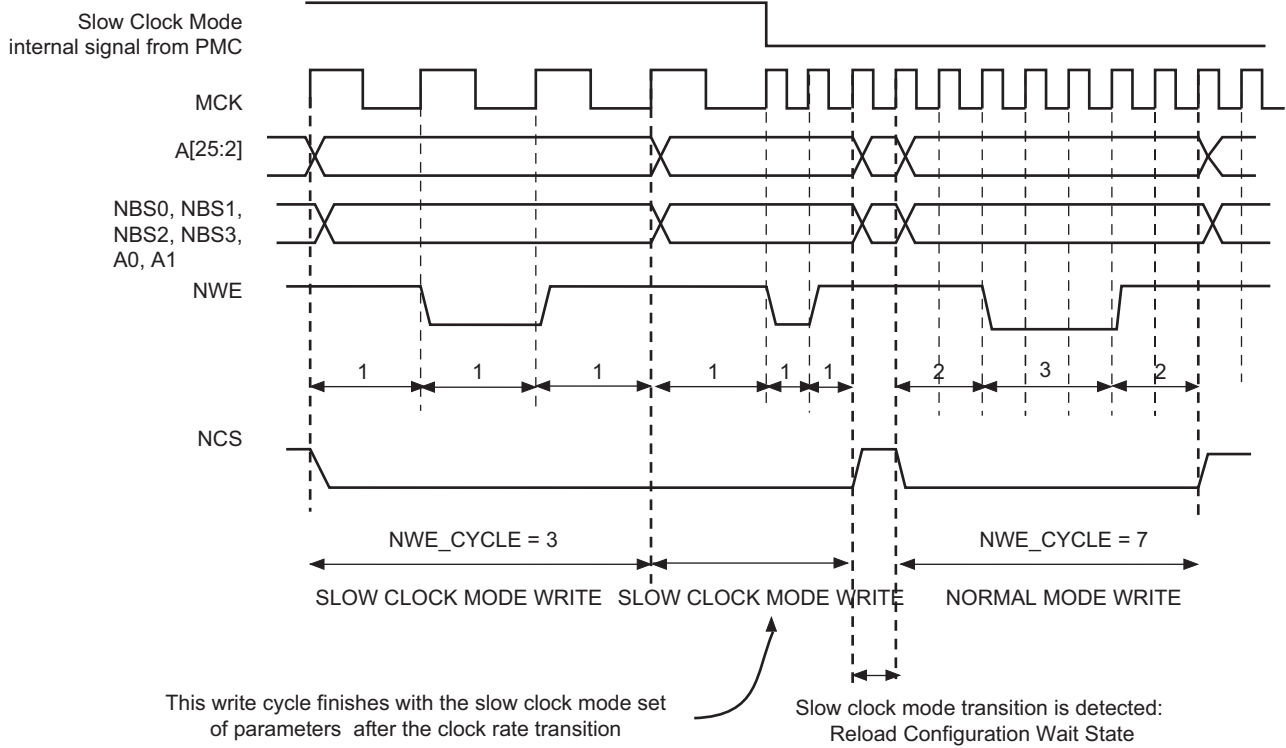 Slow Clock Mode
internal signal from PMC
MCK
A[25:2]
NBS0, NBS1,
NBS2, NBS3,
A0, A1
NWE
1 1 1 1 1 1 2 3 2
NCS
NWE_CYCLE = 3 NWE_CYCLE = 7
SLOW CLOCK MODE WRITE SLOW CLOCK MODE WRITE NORMAL MODE WRITE
This write cycle finishes with the slow clock mode set
of parameters after the clock rate transition
Slow clock mode transition is detected:
Reload Configuration Wait State